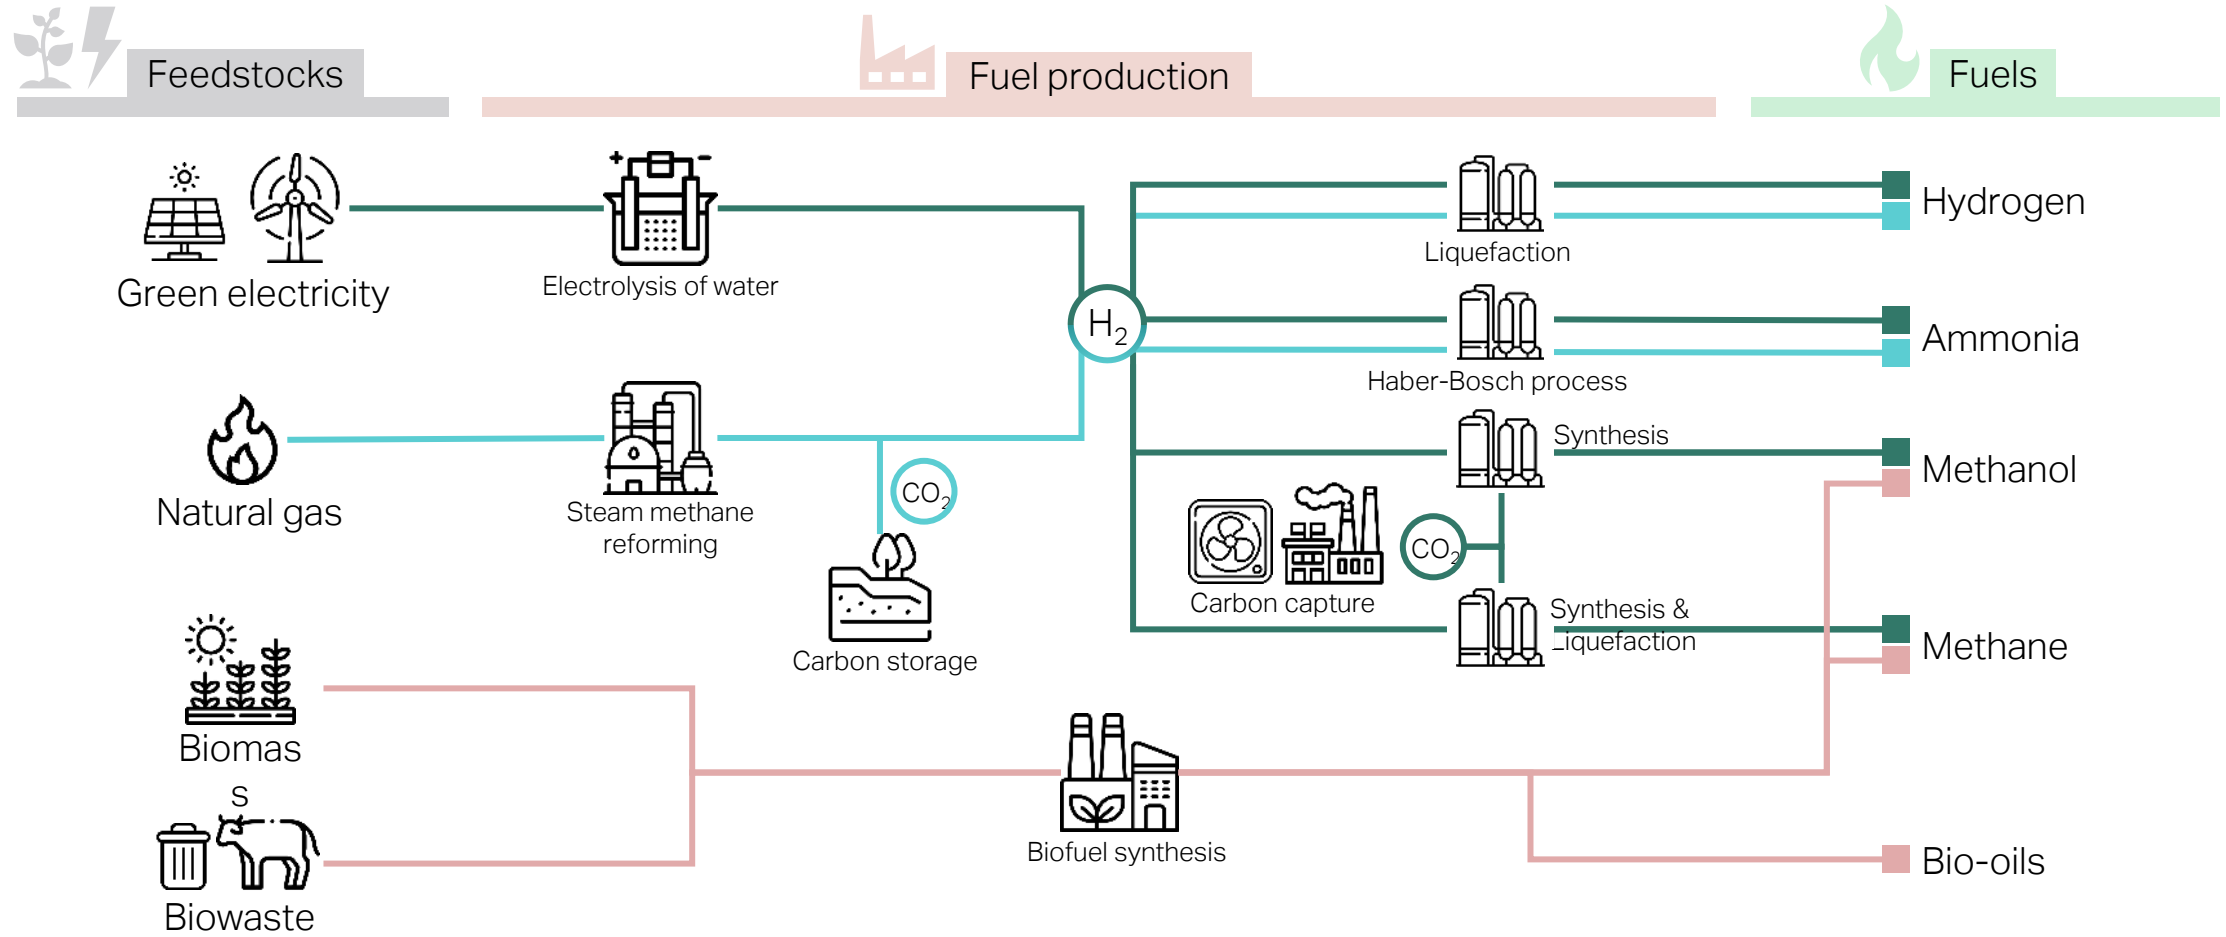 Feedstocks
Fuel production
Fuels
+ -
Green electricity
Electrolysis of water
H2
Liquefaction
Hydrogen
Haber-Bosch process
Ammonia
Natural gas
Steam methane
reforming
CO2
Carbon storage
Synthesis
Methanol
Carbon capture
CO2
Synthesis &
Liquefaction
Methane
Biomas
s
Biowaste
Biofuel synthesis
Bio-oils